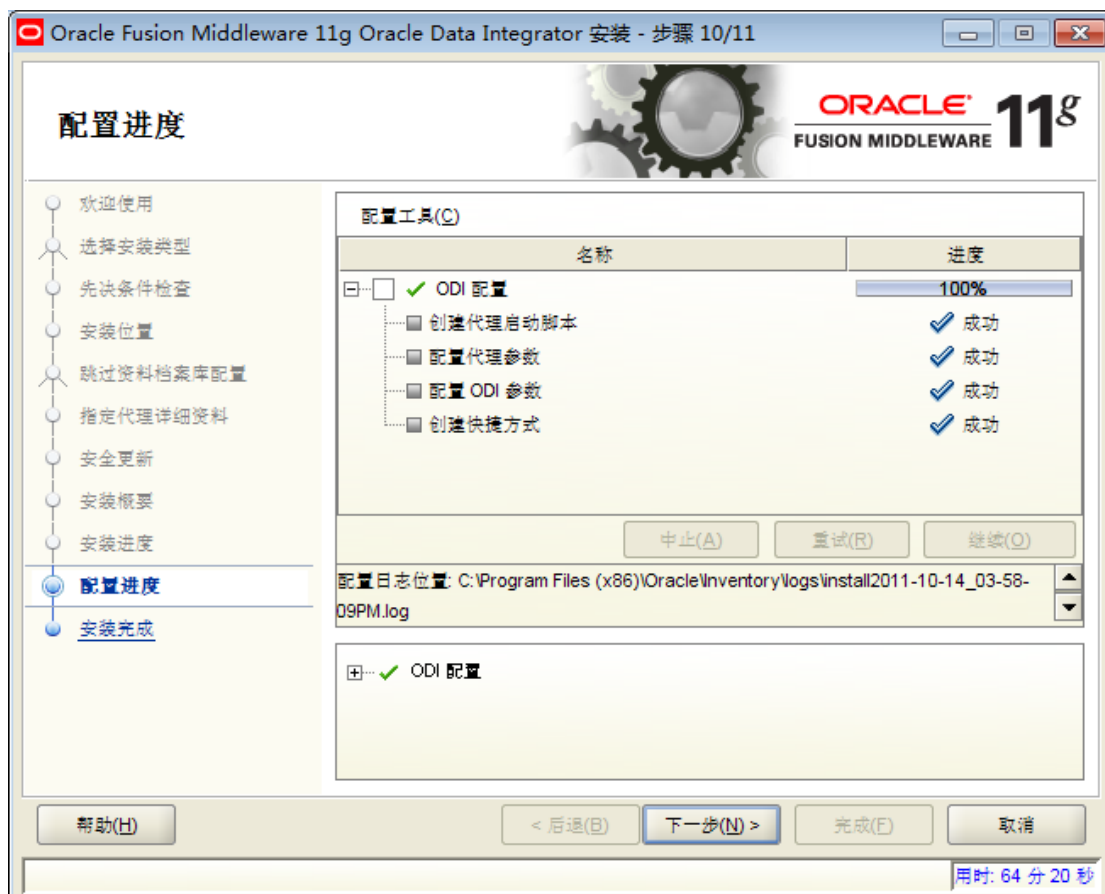 Oracle Fusion Middleware 11g Oracle Data Integrator 安装 - 步骤 10/11
配置进度
ORACLE
FUSION MIDDLEWARE
11g
欢迎使用
选择安装类型
先决条件检查
安装位置
跳过资料档案库配置
指定代理详细资料
安全更新
安装概要
安装进度
配置进度
安装完成
配置工具(C)
名称 进度
ODI 配置 100%
创建代理启动脚本 成功
配置代理参数 成功
配置 ODI 参数 成功
创建快捷方式 成功
中止(A) 重试(R) 继续(O)
配置日志位置: C:\Program Files (x86)\Oracle\Inventory\logs\install2011-10-14_03-58-
09PM.log
ODI 配置
帮助(H) < 后退(B) 下一步(N) > 完成(F) 取消
用时: 64 分 20 秒